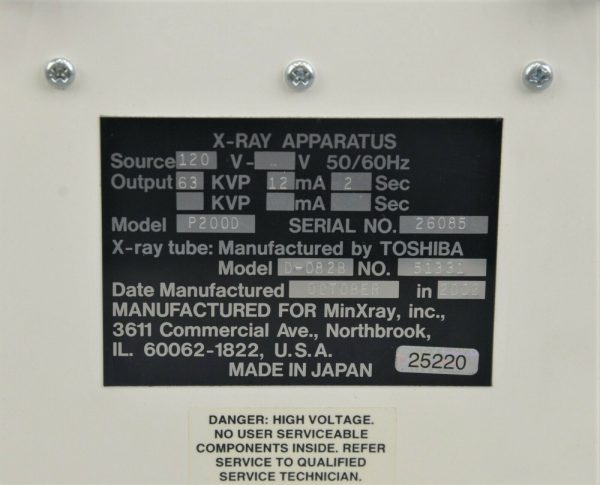 X-RAY APPARATUS
Source 120 V- V 50/60Hz
Output 63 KVP 12 mA 2 Sec
KVP mA Sec
Model P200D SERIAL NO. 26085
X-ray tube: Manufactured by TOSHIBA
Model D-082B NO. 51331
Date Manufactured OCTOBER in 2002
MANUFACTURED FOR MinXray, inc.,
3611 Commercial Ave., Northbrook,
IL. 60062-1822, U.S.A.
MADE IN JAPAN 25220
DANGER: HIGH VOLTAGE.
NO USER SERVICEABLE
COMPONENTS INSIDE. REFER
SERVICE TO QUALIFIED
SERVICE TECHNICIAN.